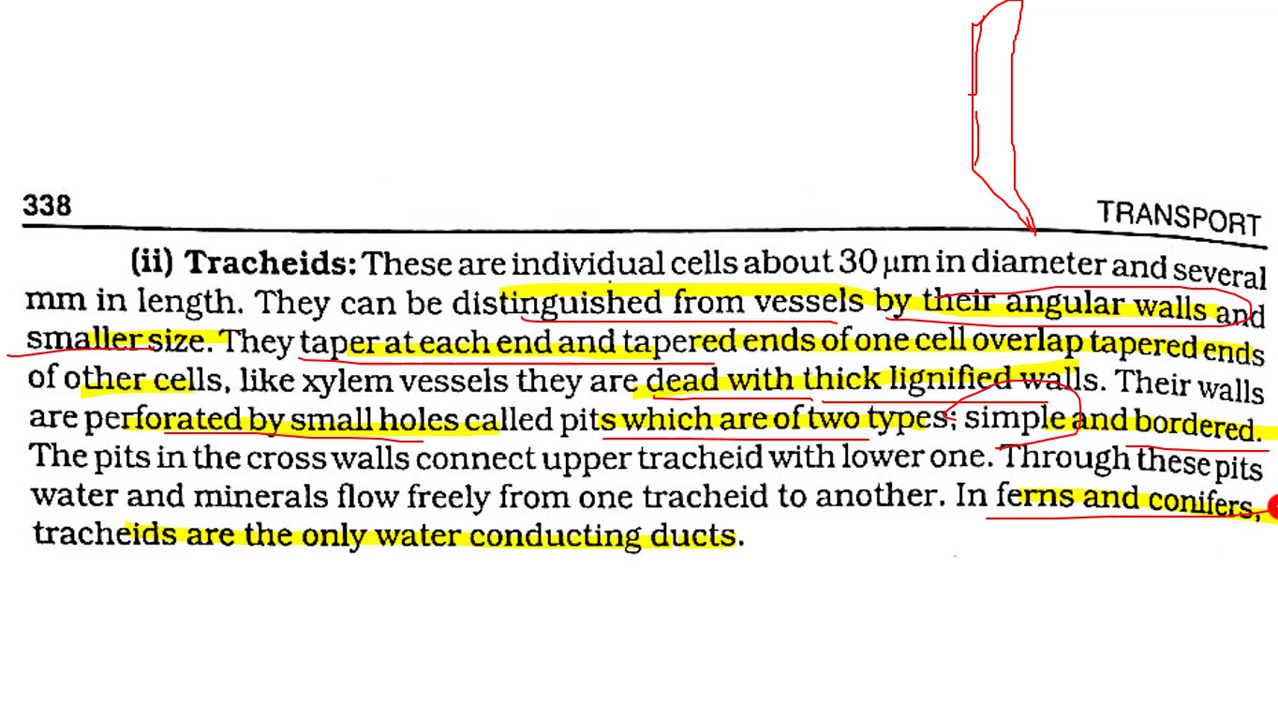 338
TRANSPORT
(ii) Tracheids: These are individual cells about 30 μm in diameter and several
mm in length. They can be distinguished from vessels by their angular walls and
smaller size. They taper at each end and tapered ends of one cell overlap tapered ends
of other cells, like xylem vessels they are dead with thick lignified walls. Their walls
are perforated by small holes called pits which are of two types; simple and bordered.
The pits in the cross walls connect upper tracheid with lower one. Through these pits
water and minerals flow freely from one tracheid to another. In ferns and conifers,
tracheids are the only water conducting ducts.